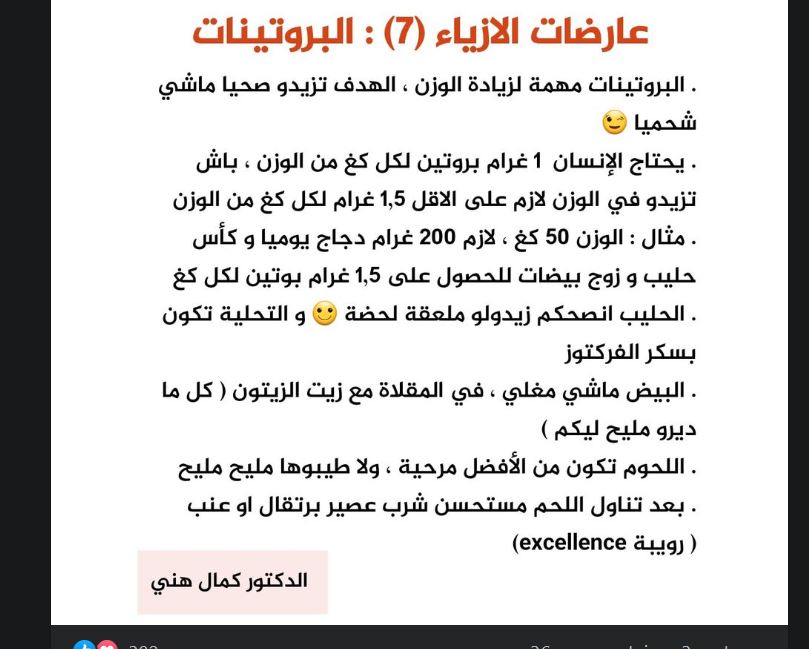 عارضات الازياء (7) : البروتينات
. البروتينات مهمة لزيادة الوزن ، الهدف تزيدو صحيا ماشي
شحميا 😉
. يحتاج الإنسان 1 غرام بروتين لكل كغ من الوزن ، باش
تزيدو في الوزن لازم على الاقل 1,5 غرام لكل كغ من الوزن
. مثال : الوزن 50 كغ ، لازم 200 غرام دجاج يوميا و كأس
حليب و زوج بيضات للحصول على 1,5 غرام بوتين لكل كغ
. الحليب انصحكم زيدولو ملعقة لحضة 🙂 و التحلية تكون
بسكر الفركتوز
. البيض ماشي مغلي ، في المقلاة مع زيت الزيتون ( كل ما
ديرو مليح ليكم )
. اللحوم تكون من الأفضل مرحية ، ولا طيبوها مليح مليح
. بعد تناول اللحم مستحسن شرب عصير برتقال او عنب
( رويبة excellence)
الدكتور كمال هني